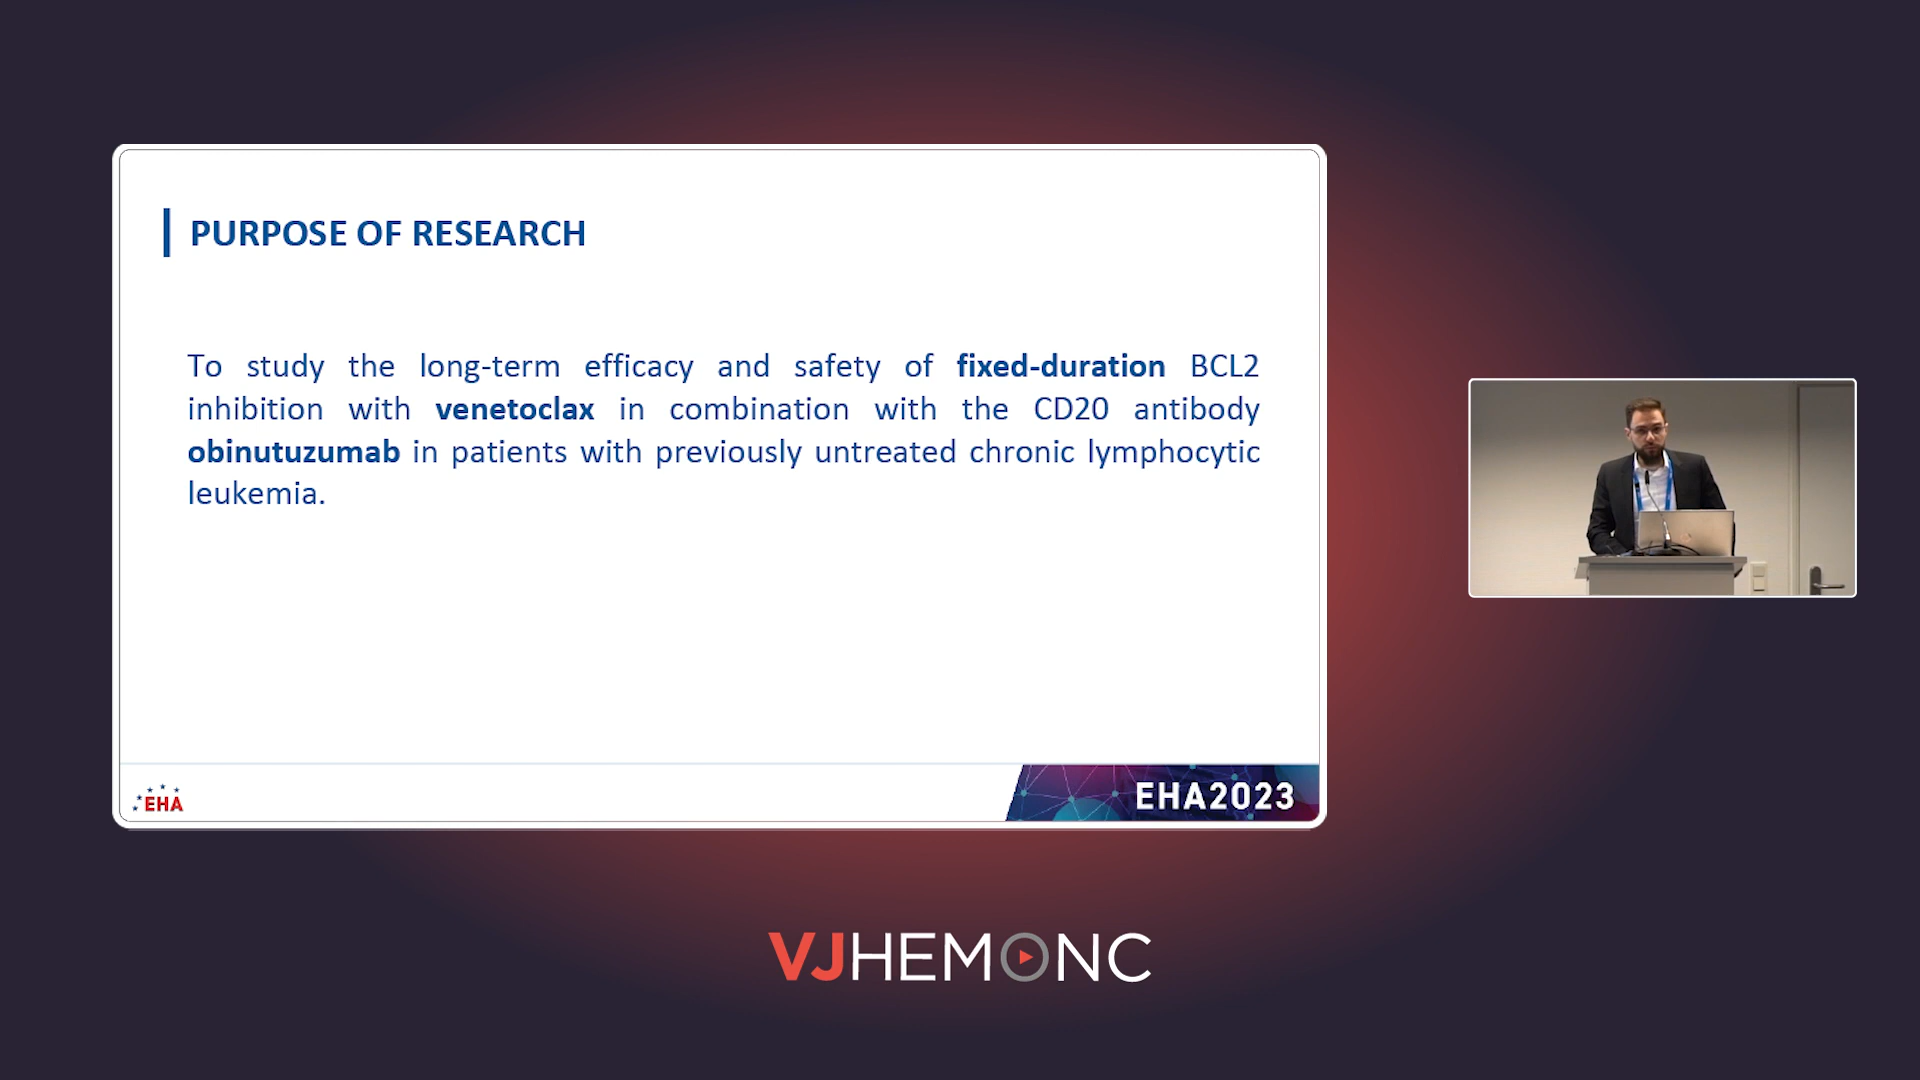 PURPOSE OF RESEARCH
To study the long-term efficacy and safety of fixed-duration BCL2
inhibition with venetoclax in combination with the CD20 antibody
obinutuzumab in patients with previously untreated chronic lymphocytic
leukemia.
EHA
EHA2023
VJHEMONC